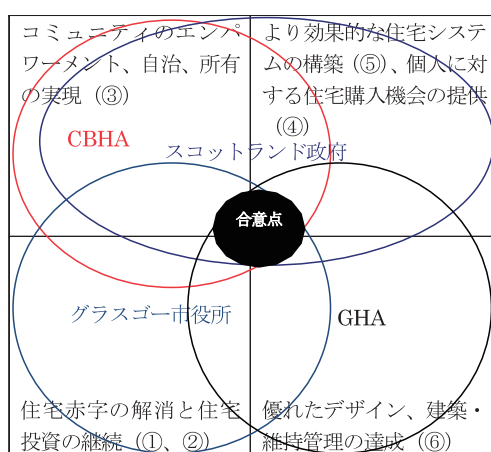 コミュニティのエンパ
ワーメント、自治、所有
の実現（③）
より効果的な住宅システ
ムの構築（⑤）、個人に対
する住宅購入機会の提供
（④）
CBHA
スコットランド政府
合意点
グラスゴー市役所
GHA
住宅赤字の解消と住宅
投資の継続（①、②）
優れたデザイン、建築・
維持管理の達成（⑥）